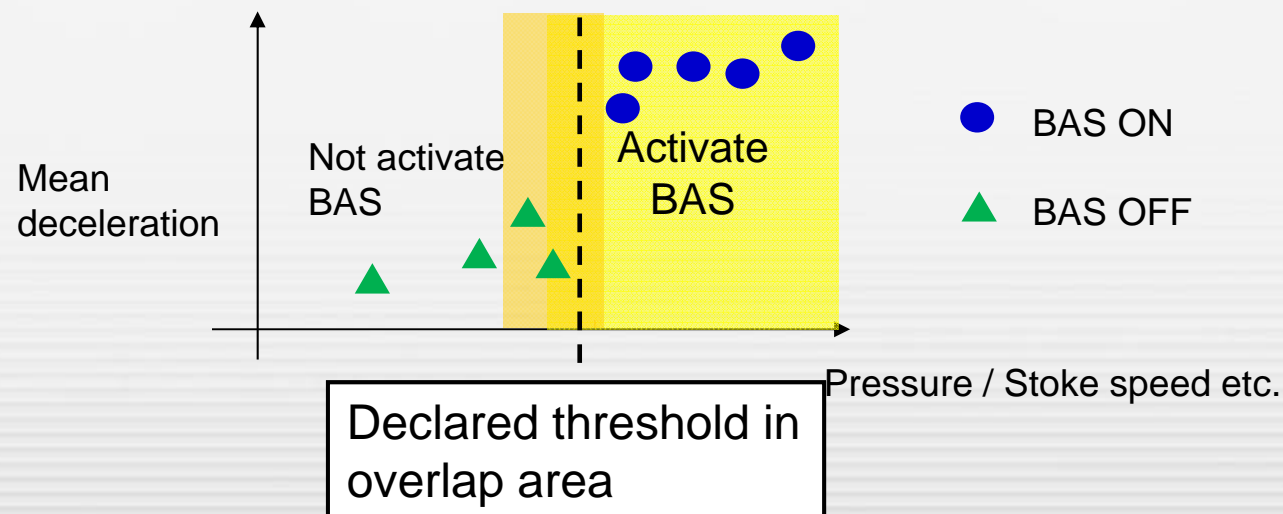 Mean
deceleration
Not activate
BAS
Activate
BAS
BAS ON
BAS OFF
Pressure / Stoke speed etc.
Declared threshold in
overlap area